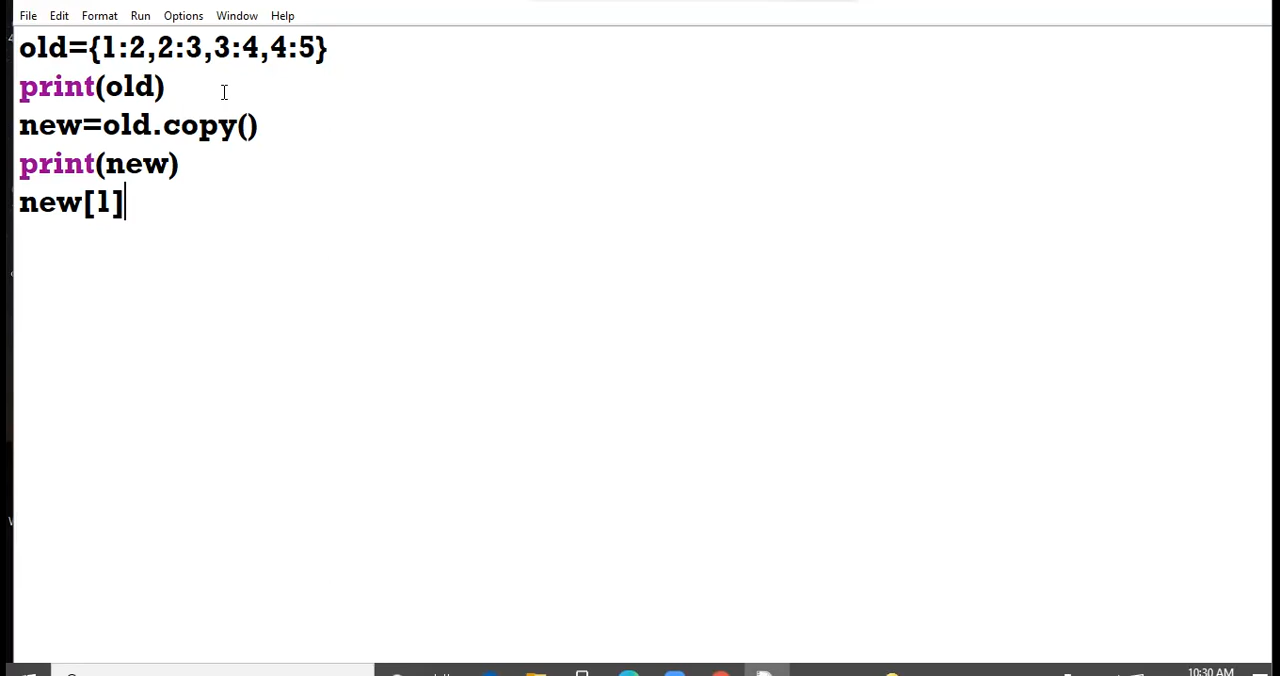 File Edit Format Run Options Window Help
old={1:2,2:3,3:4,4:5}
print(old)
new=old.copy()
print(new)
new[1]
10:30 AM